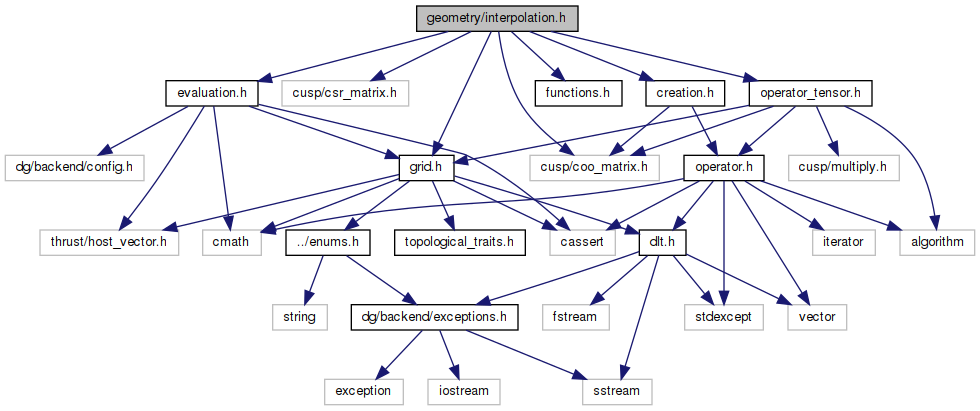 geometry/interpolation.h
evaluation.h
cusp/csr_matrix.h
functions.h
creation.h
operator_tensor.h
dg/backend/config.h
grid.h
cusp/coo_matrix.h
operator.h
cusp/multiply.h
thrust/host_vector.h
cmath
../enums.h
topological_traits.h
cassert
dlt.h
iterator
algorithm
string
dg/backend/exceptions.h
fstream
stdexcept
vector
exception
iostream
sstream